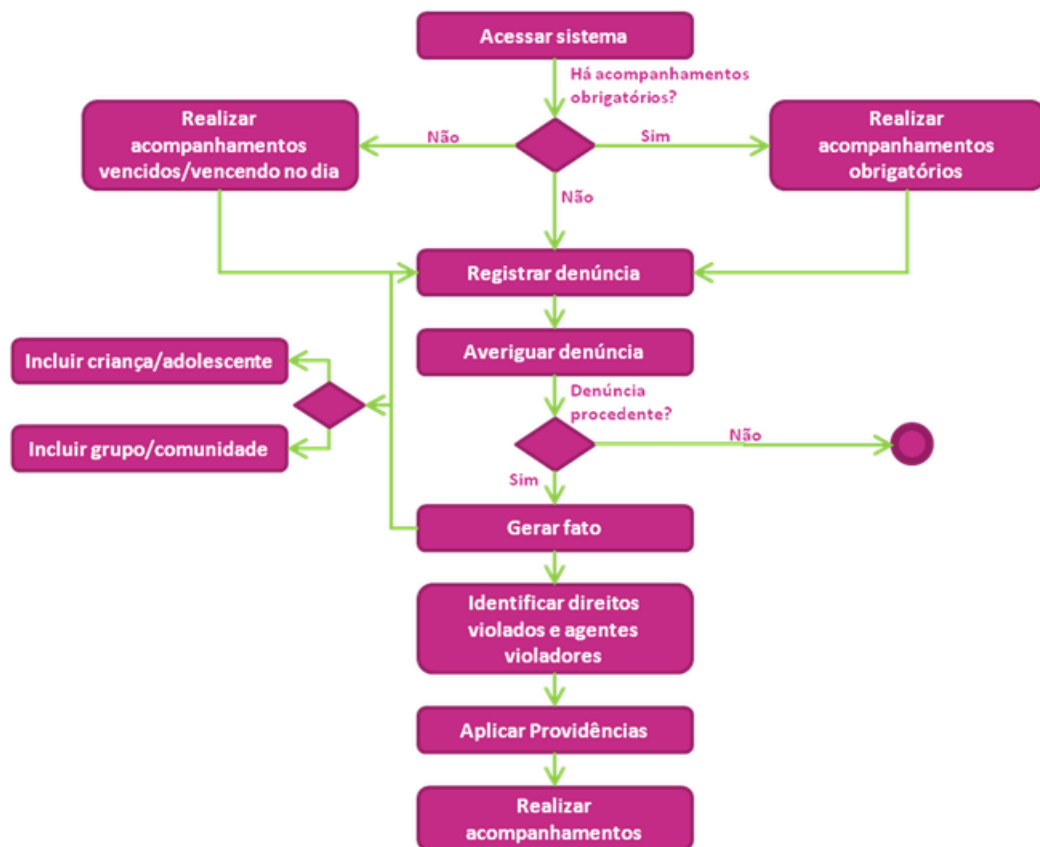 Acessar sistema
Há acompanhamentos
obrigatórios?
Realizar
acompanhamentos
vencidos/vencendo no dia
Não
Sim
Realizar
acompanhamentos
obrigatórios
Não
Registrar denúncia
Averiguar denúncia
Incluir criança/adolescente
Denúncia
procedente?
Incluir grupo/comunidade
Não
Sim
Gerar fato
Identificar direitos
violados e agentes
violadores
Aplicar Providências
Realizar
acompanhamentos